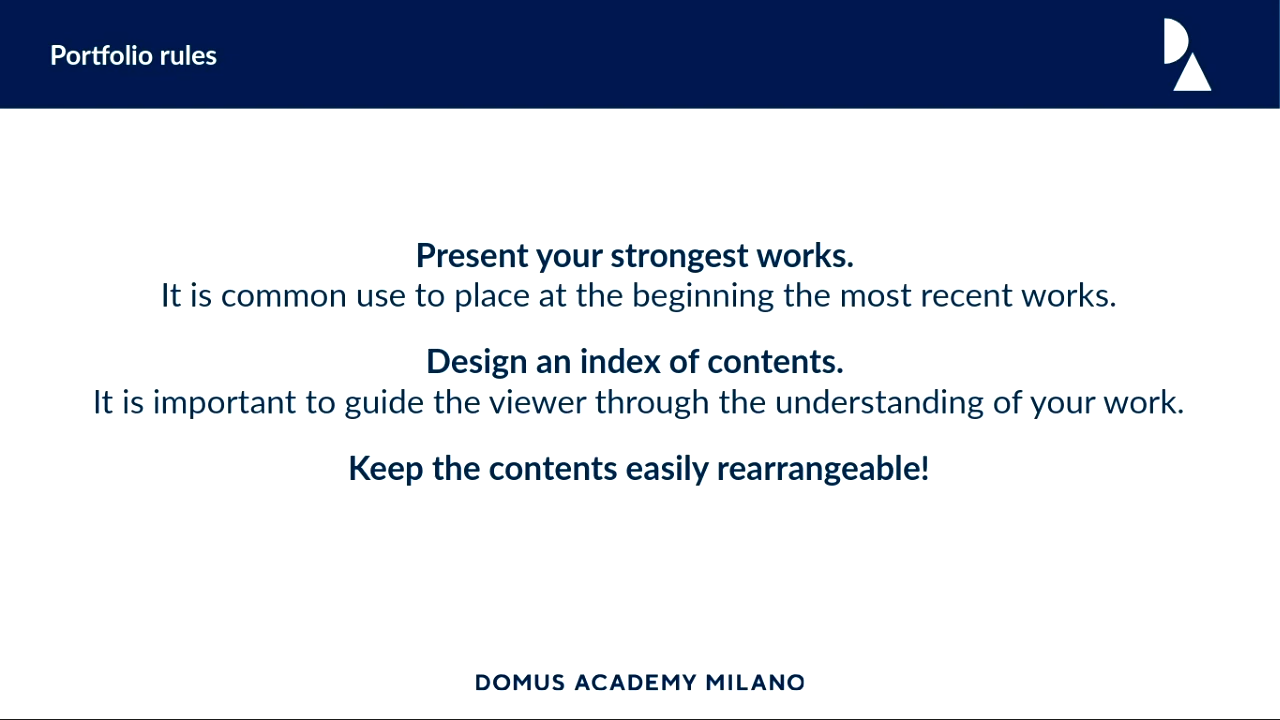 Portfolio rules
Present your strongest works.
It is common use to place at the beginning the most recent works.
Design an index of contents.
It is important to guide the viewer through the understanding of your work.
Keep the contents easily rearrangeable!
DOMUS ACADEMY MILANO